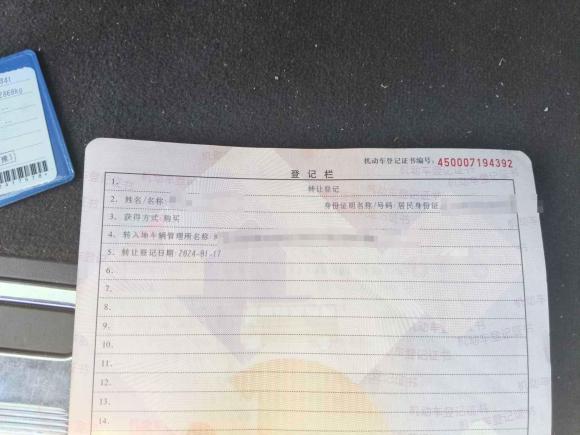 341
2868kg
推)
机动车登记证书编号: 450007194392
登 记 栏
1. 转让登记
2. 姓名/名称: 身份证明名称/号码:居民身份证
3. 获得方式:购买
4. 转入地车辆管理所名称:
5. 转让登记日期:2024-01-17
6.
7.
8.
9.
10.
11.
12.
13.
14.